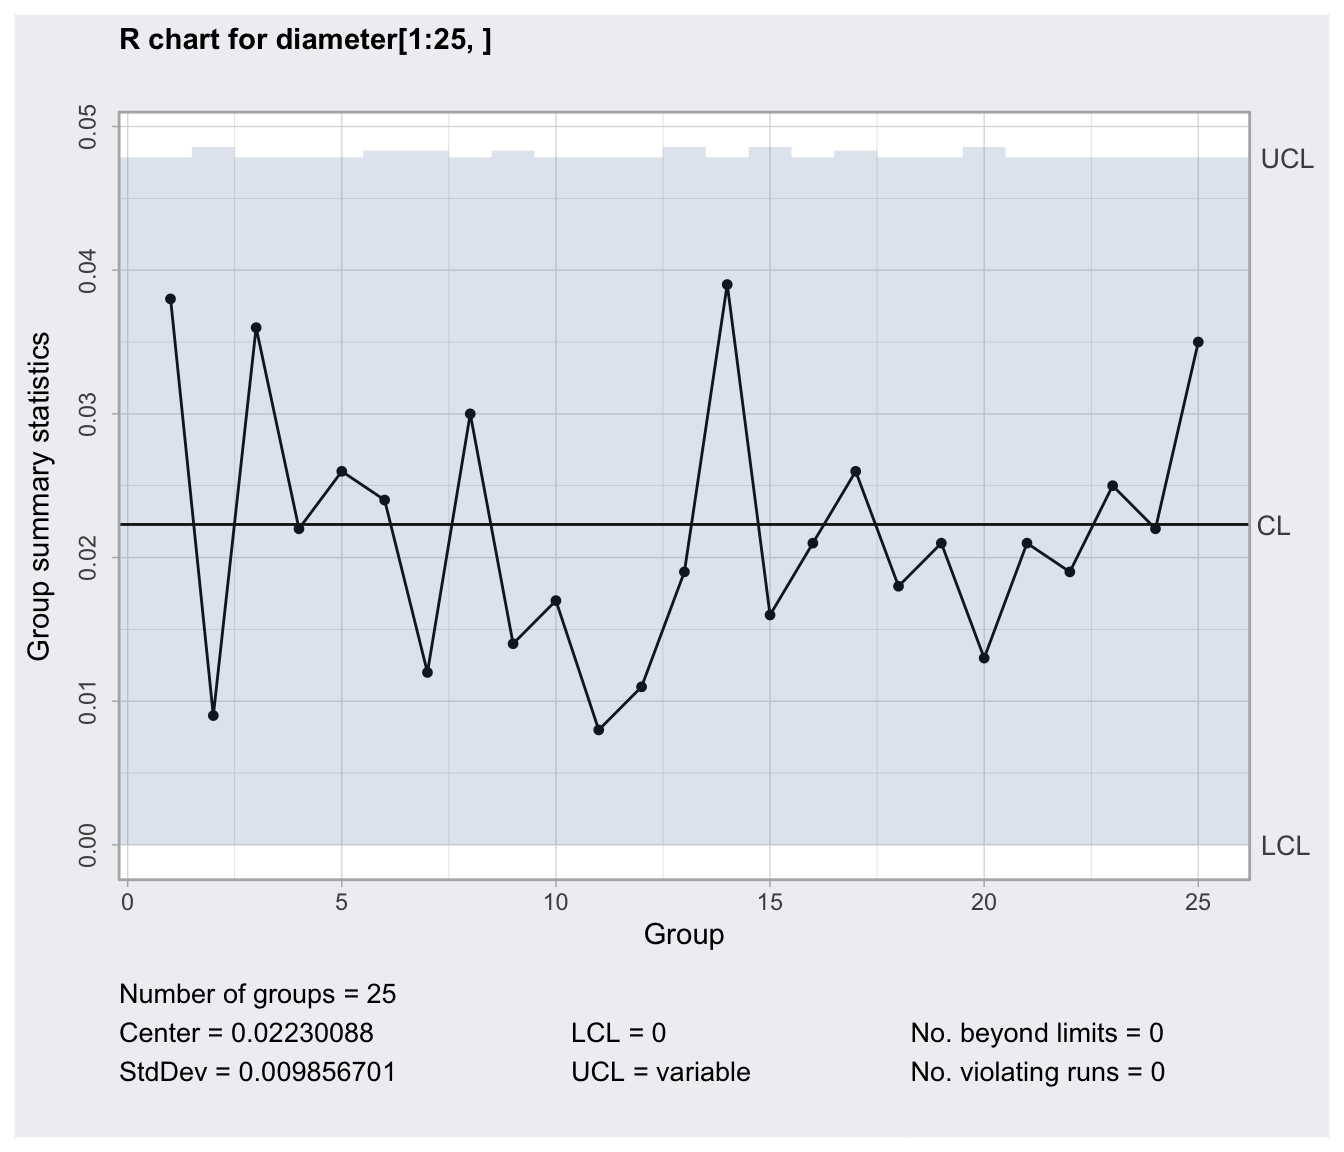 R chart for diameter[1:25, ]
Group summary statistics
0.05
0.04
0.03
0.02
0.01
0.00
UCL
CL
LCL
0 5 10 15 20 25
Group
Number of groups = 25
Center = 0.02230088 LCL = 0 No. beyond limits = 0
StdDev = 0.009856701 UCL = variable No. violating runs = 0